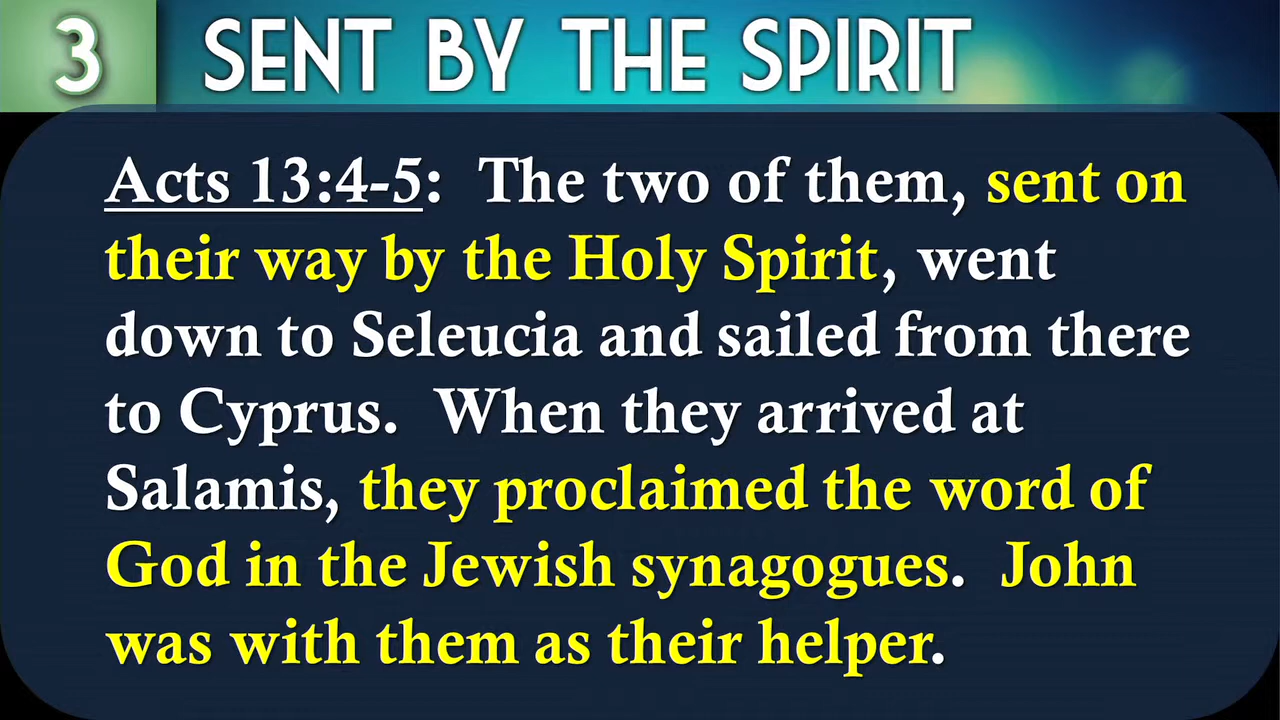 3 SENT BY THE SPIRIT
Acts 13:4-5: The two of them, sent on
their way by the Holy Spirit, went
down to Seleucia and sailed from there
to Cyprus. When they arrived at
Salamis, they proclaimed the word of
God in the Jewish synagogues. John
was with them as their helper.